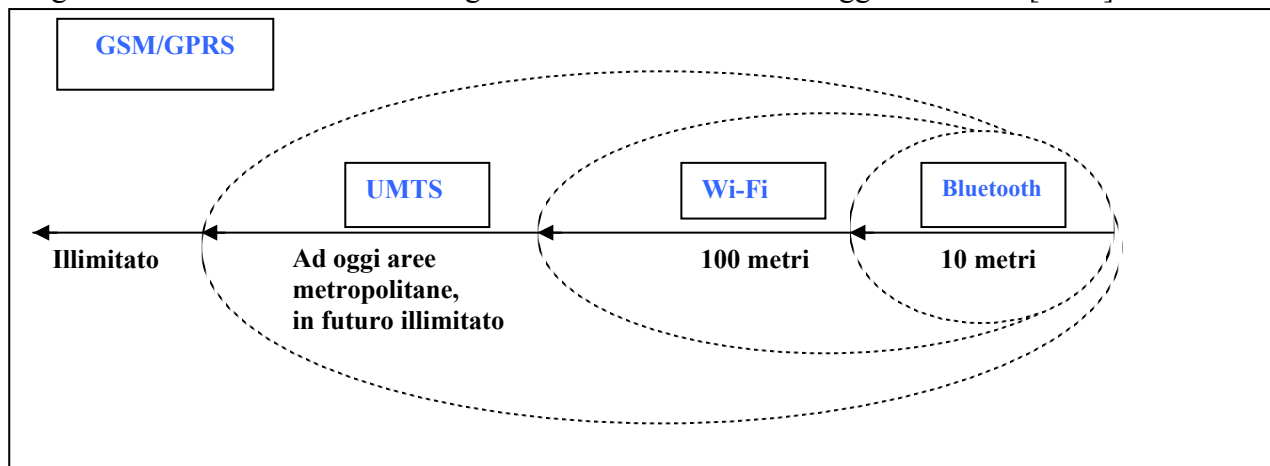 GSM/GPRS
UMTS
Wi-Fi
Bluetooth
Illimitato
Ad oggi aree
metropolitane,
in futuro illimitato
100 metri
10 metri